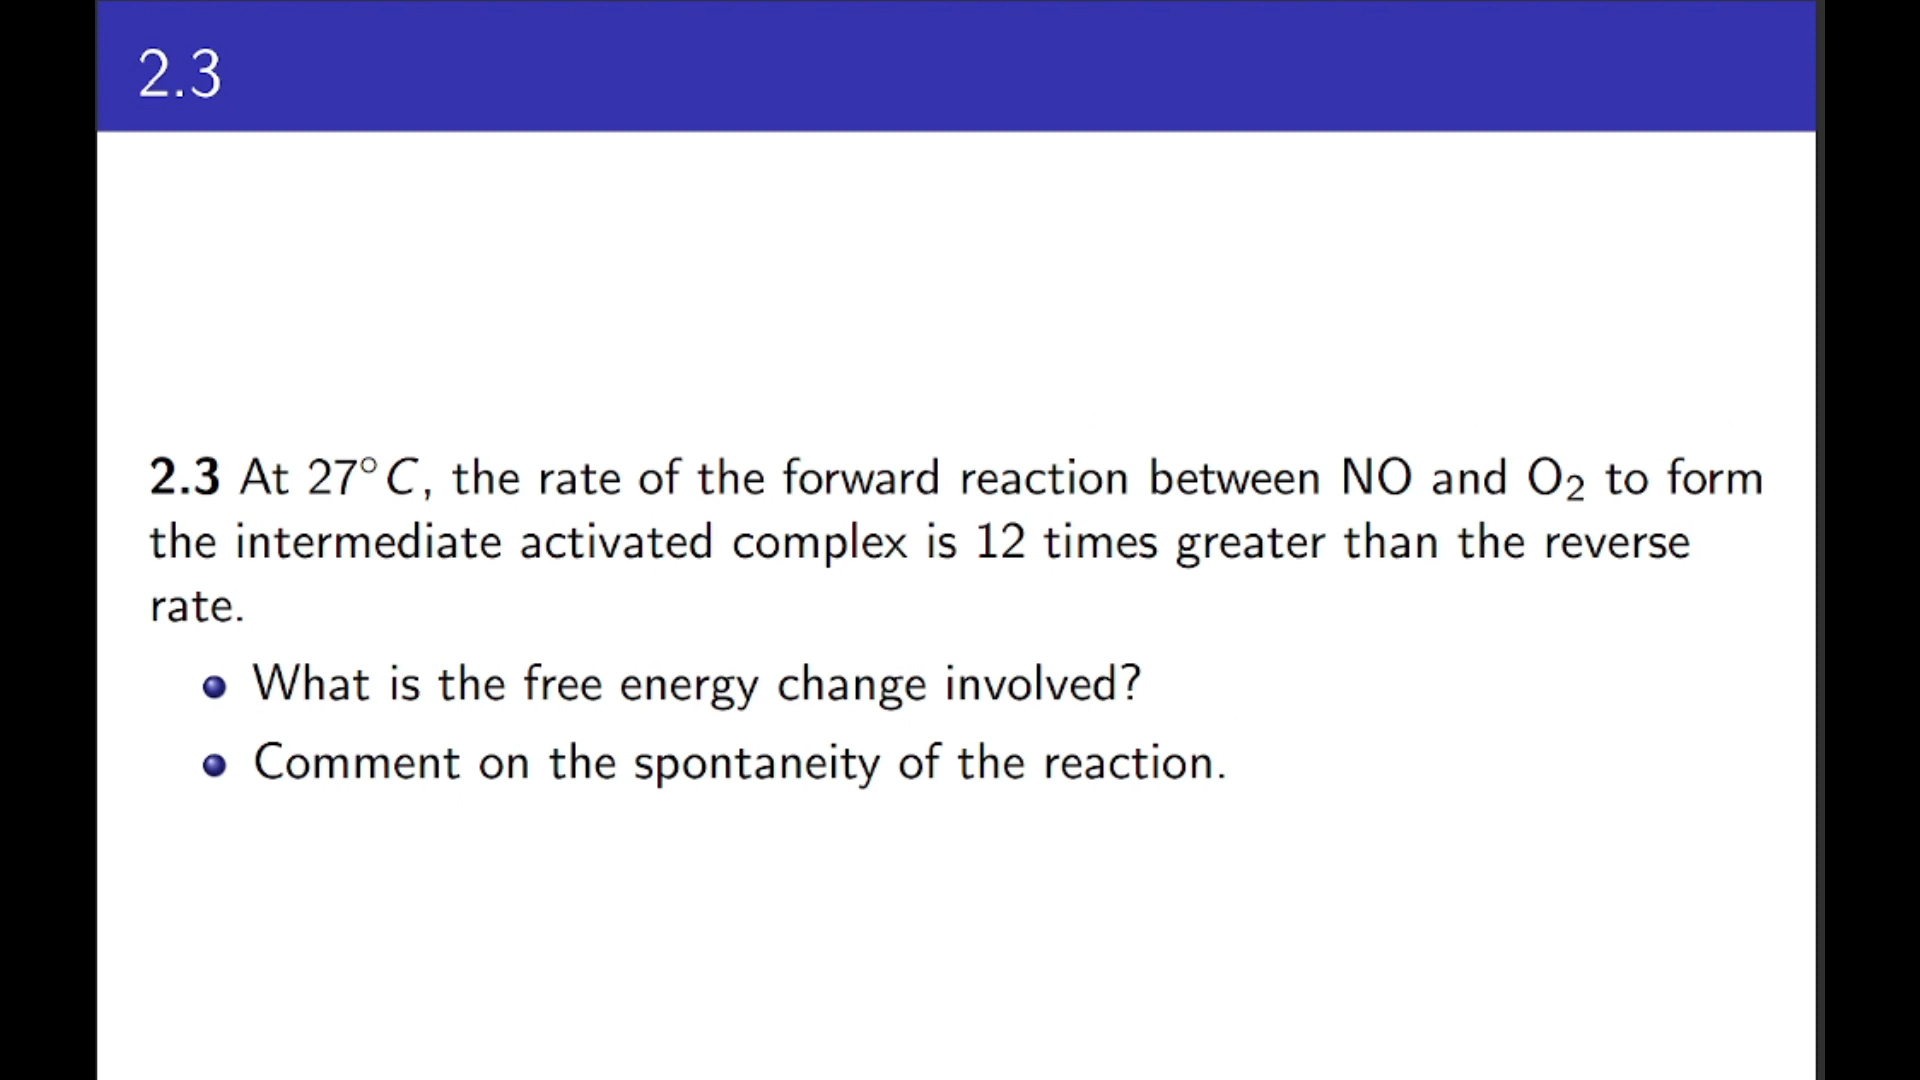 2.3
2.3 At 27°C, the rate of the forward reaction between NO and O₂ to form
the intermediate activated complex is 12 times greater than the reverse
rate.
• What is the free energy change involved?
• Comment on the spontaneity of the reaction.